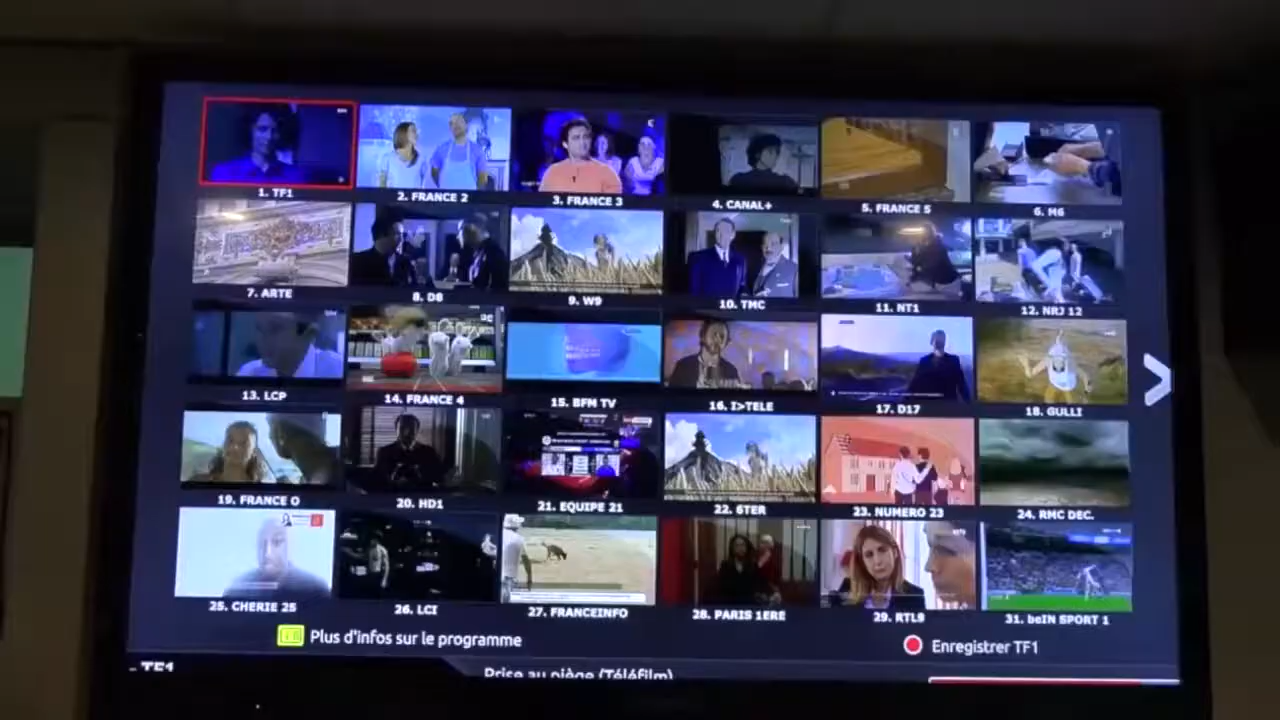 1. TF1
2. FRANCE 2
3. FRANCE 3
4. CANAL+
5. FRANCE 5
6. M6
7. ARTE
8. D8
9. W9
10. TMC
11. NT1
12. NRJ 12
13. LCP
14. FRANCE 4
15. BFM TV
16. I>TELE
17. D17
18. GULLI
19. FRANCE O
20. HD1
21. EQUIPE 21
22. 6TER
23. NUMERO 23
24. RMC DEC.
25. CHERIE 25
26. LCI
27. FRANCEINFO
28. PARIS 1ERE
29. RTL9
31. beIN SPORT 1
Plus d'infos sur le programme
Enregistrer TF1
TF1
Prise au piège (Téléfilm)